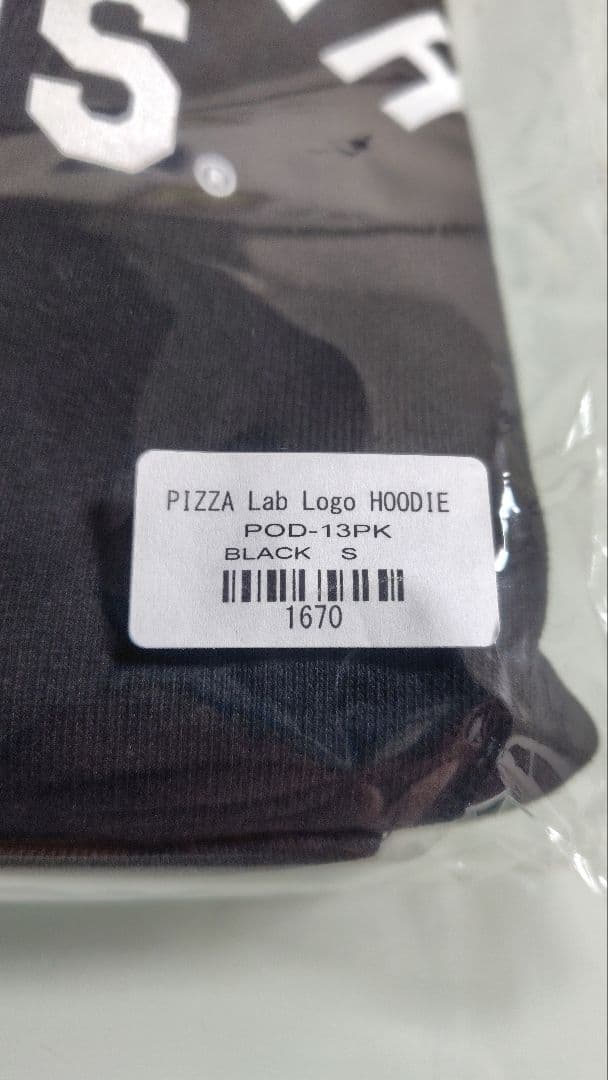 S
®
PIZZA Lab Logo HOODIE
POD-13PK
BLACK S
1670